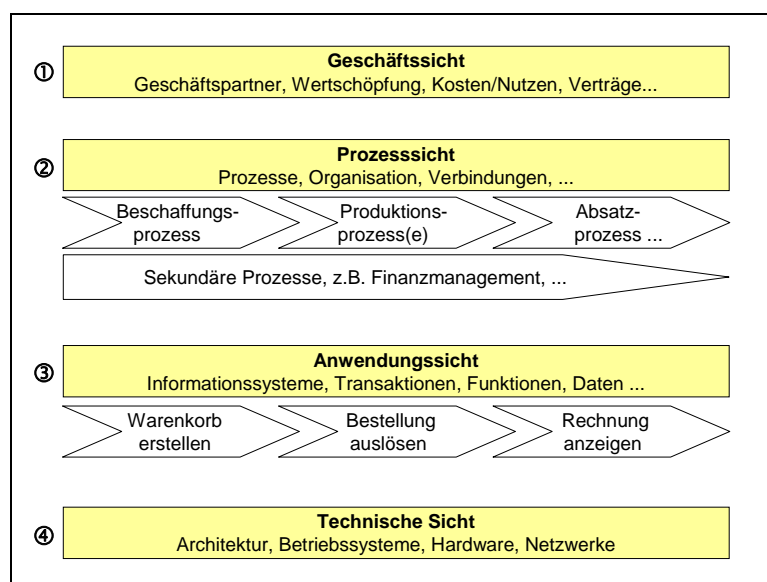 ① Geschäftssicht
Geschäftspartner, Wertschöpfung, Kosten/Nutzen, Verträge...
② Prozesssicht
Prozesse, Organisation, Verbindungen, ...
Beschaffungs-
prozess
Produktions-
prozess(e)
Absatz-
prozess ...
Sekundäre Prozesse, z.B. Finanzmanagement, ...
③ Anwendungssicht
Informationssysteme, Transaktionen, Funktionen, Daten ...
Warenkorb
erstellen
Bestellung
auslösen
Rechnung
anzeigen
④ Technische Sicht
Architektur, Betriebssysteme, Hardware, Netzwerke